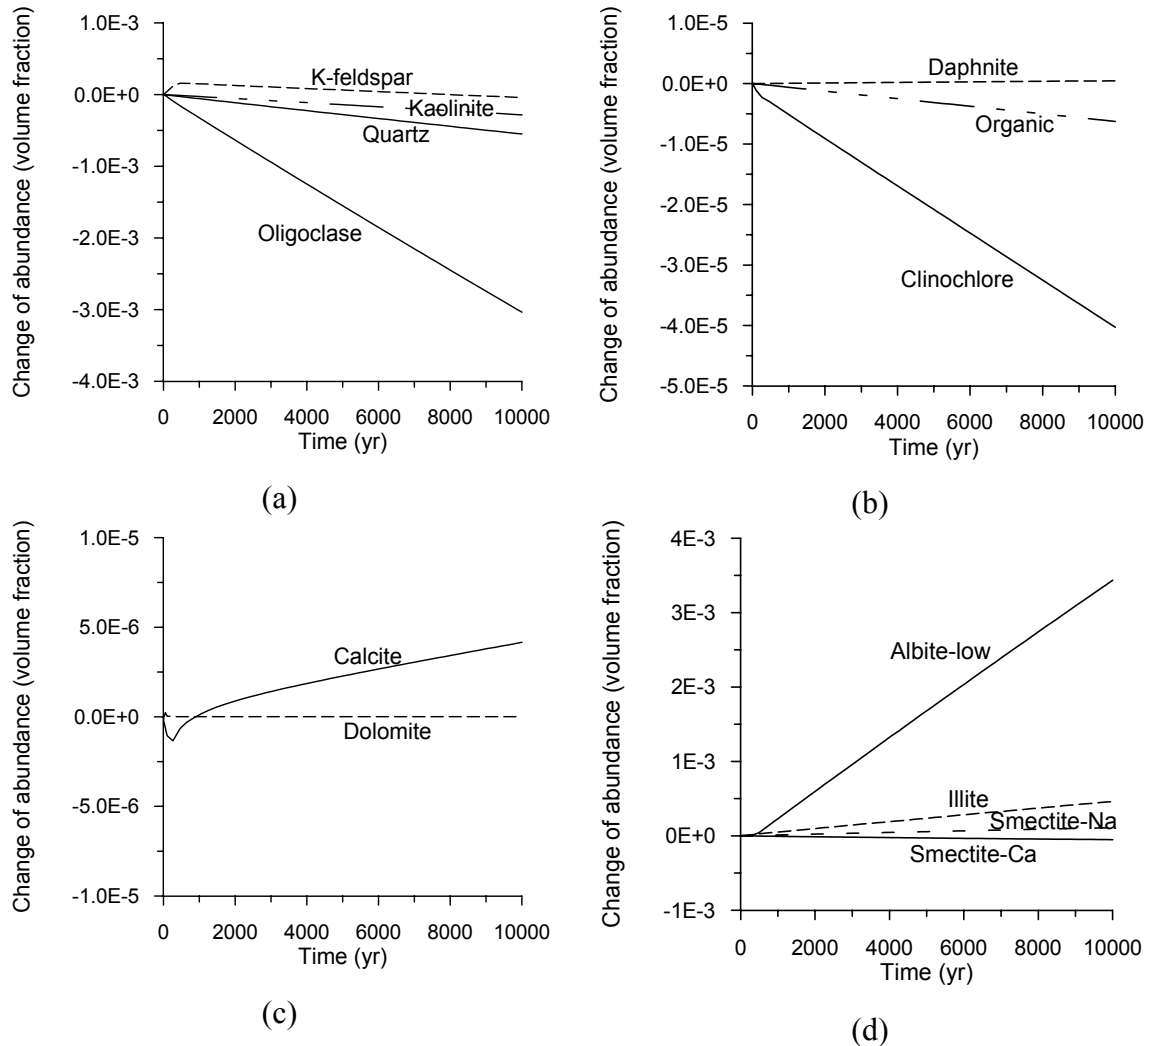 Change of abundance (volume fraction)
1.0E-3
0.0E+0
-1.0E-3
-2.0E-3
-3.0E-3
-4.0E-3
K-feldspar
Kaolinite
Quartz
Oligoclase
0 2000 4000 6000 8000 10000
Time (yr)
(a)
Change of abundance (volume fraction)
1.0E-5
0.0E+0
-1.0E-5
-2.0E-5
-3.0E-5
-4.0E-5
-5.0E-5
Daphnite
Organic
Clinochlore
0 2000 4000 6000 8000 10000
Time (yr)
(b)
Change of abundance (volume fraction)
1.0E-5
5.0E-6
0.0E+0
-5.0E-6
-1.0E-5
Calcite
Dolomite
0 2000 4000 6000 8000 10000
Time (yr)
(c)
Change of abundance (volume fraction)
4E-3
3E-3
2E-3
1E-3
0E+0
-1E-3
Albite-low
Illite
Smectite-Na
Smectite-Ca
0 2000 4000 6000 8000 10000
Time (yr)
(d)